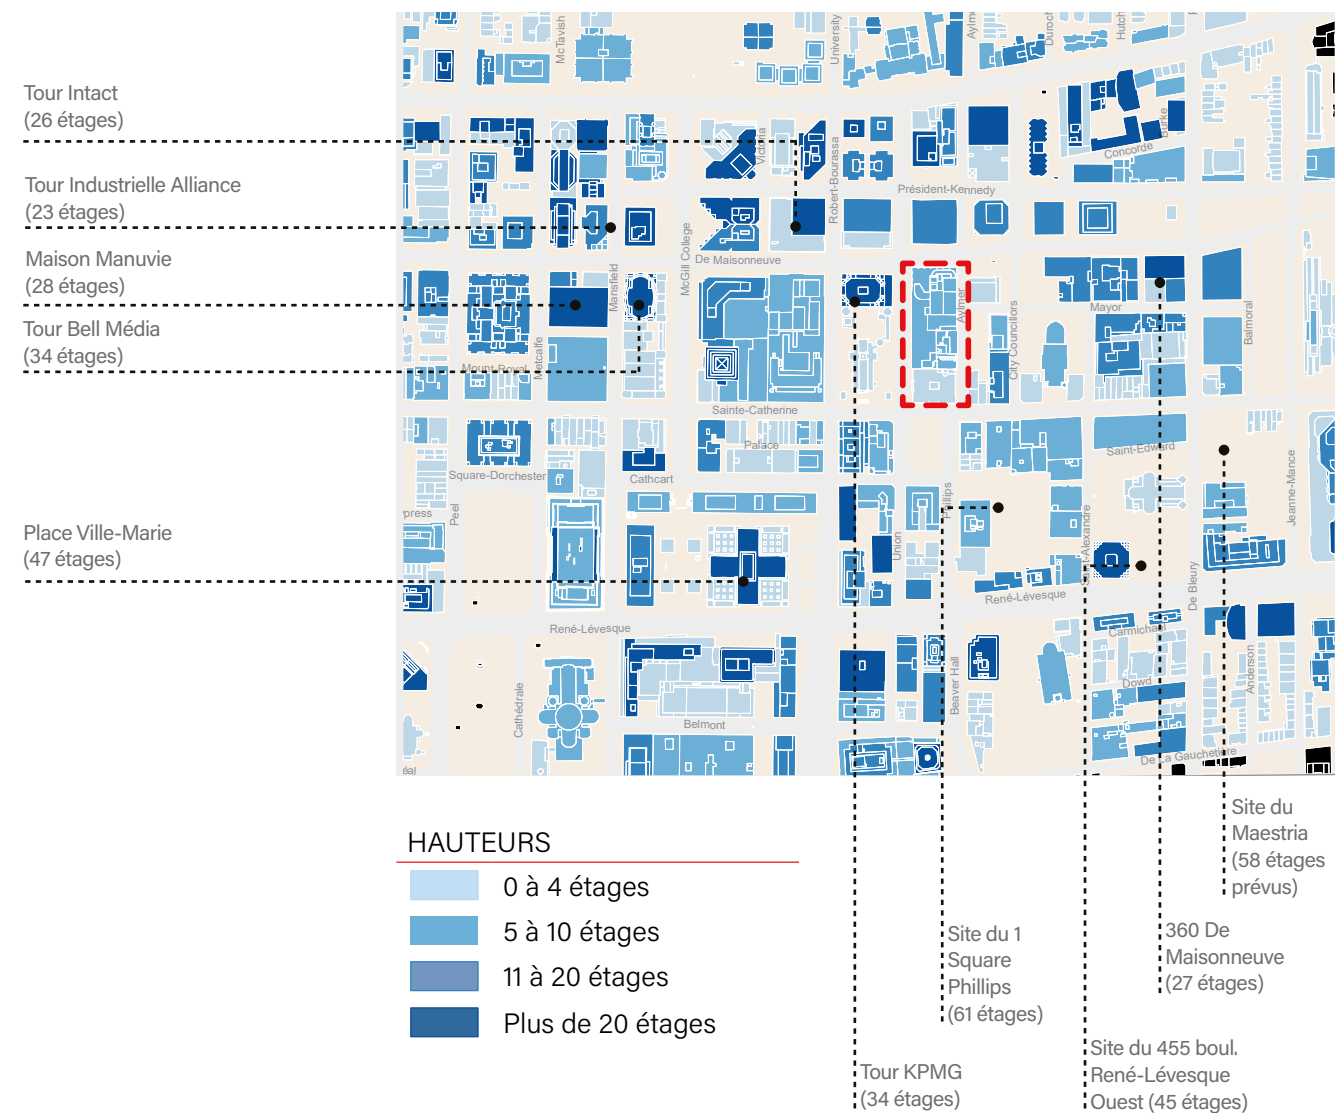 Tour Intact
(26 étages)
Tour Industrielle Alliance
(23 étages)
Maison Manuvie
(28 étages)
Tour Bell Média
(34 étages)
Place Ville-Marie
(47 étages)
McTavish
University
Durocher
Burke
Concorde
Victoria
Robert-Bourassa
Président-Kennedy
McGill College
De Maisonneuve
Mansfield
Metcalfe
Mount-Royal
Aylmer
City Councillors
Mayor
Balmoral
Sainte-Catherine
Palace
Saint-Edward
Square-Dorchester
Cathcart
Peel
ypress
Phillips
Union
Saint-Alexandre
Jeanne-Mance
De Bleury
René-Lévesque
René-Lévesque
Carmichael
Dowd
Anderson
Beaver Hall
Cathédrale
Belmont
De La Gauchetière
éal
HAUTEURS
0 à 4 étages
5 à 10 étages
11 à 20 étages
Plus de 20 étages
Site du
Maestria
(58 étages
prévus)
Site du 1
Square
Phillips
(61 étages)
360 De
Maisonneuve
(27 étages)
Tour KPMG
(34 étages)
Site du 455 boul.
René-Lévesque
Ouest (45 étages)